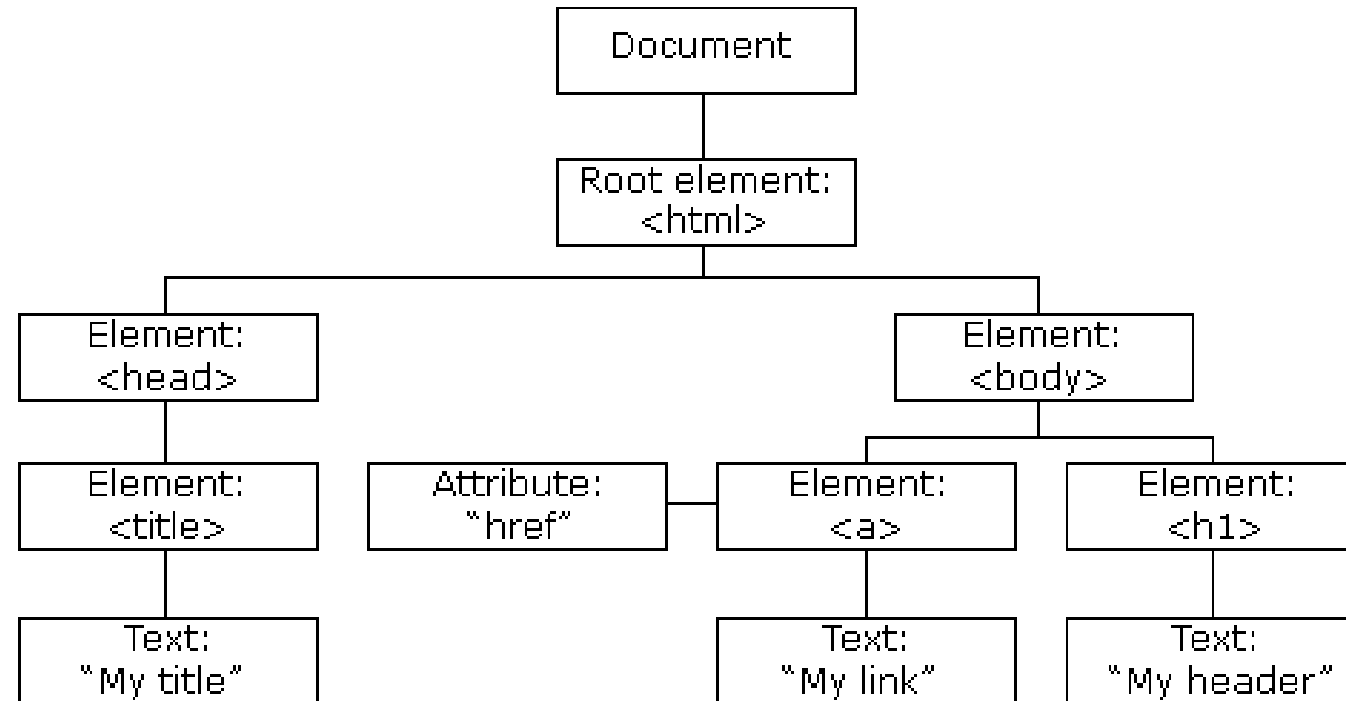 Document
Root element:
<html>
Element:
<head>
Element:
<body>
Element:
<title>
Attribute:
“href”
Element:
<a>
Element:
<h1>
Text:
“My title”
Text:
“My link”
Text:
“My header”